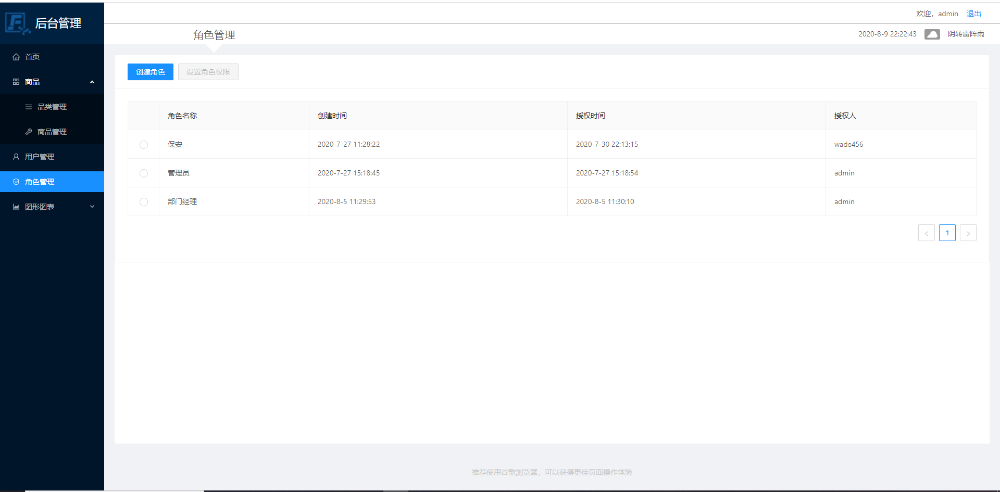 后台管理
欢迎，admin 退出
角色管理
2020-8-9 22:22:43 阴转雷阵雨
首页
商品
品类管理
商品管理
用户管理
角色管理
图形图表
创建角色 设置角色权限
角色名称 创建时间 授权时间 授权人
保安 2020-7-27 11:28:22 2020-7-30 22:13:15 wade456
管理员 2020-7-27 15:18:45 2020-7-27 15:18:54 admin
部门经理 2020-8-5 11:29:53 2020-8-5 11:30:10 admin
< 1 >
推荐使用谷歌浏览器，可以获得更佳页面操作体验